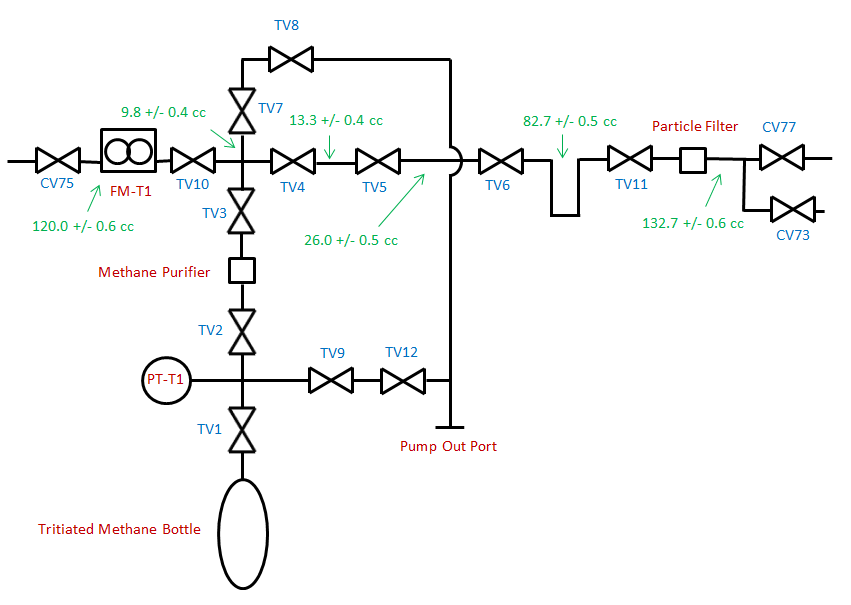 TV8
9.8 +/- 0.4 cc
TV7
13.3 +/- 0.4 cc
82.7 +/- 0.5 cc
Particle Filter
CV77
CV75
FM-T1
TV10
TV4
TV5
TV6
TV11
120.0 +/- 0.6 cc
TV3
26.0 +/- 0.5 cc
132.7 +/- 0.6 cc
CV73
Methane Purifier
TV2
TV9
TV12
PT-T1
TV1
Pump Out Port
Tritiated Methane Bottle